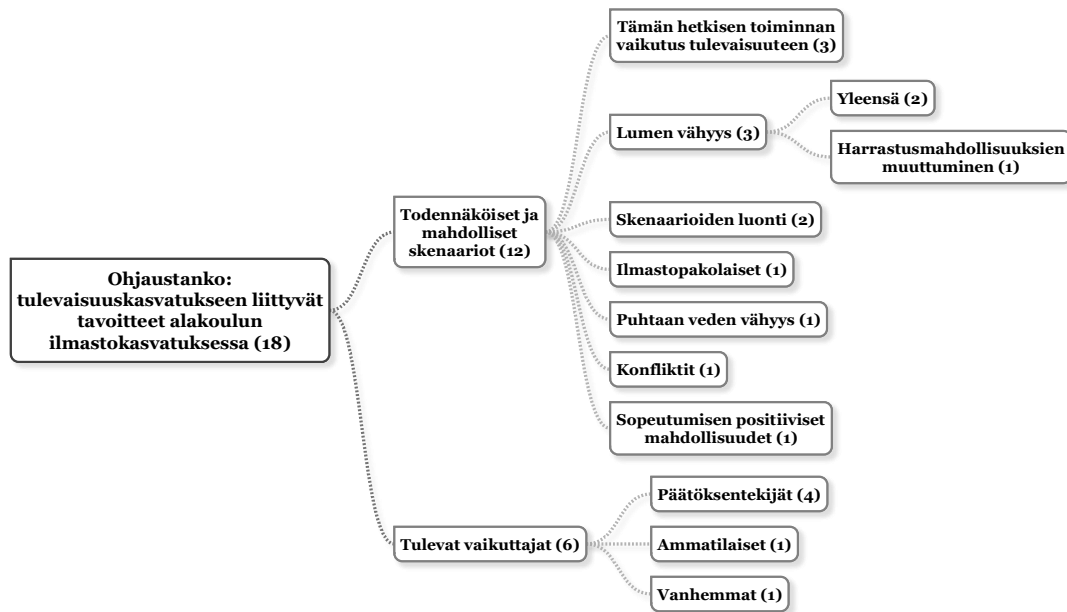 Ohjaustanko:
tulevaisuuskasvatukseen liittyvät
tavoitteet alakoulun
ilmastokasvatuksessa (18)
Todennäköiset ja
mahdolliset
skenaariot (12)
Tämän hetkisen toiminnan
vaikutus tulevaisuuteen (3)
Lumen vähyys (3)
Yleensä (2)
Harrastusmahdollisuuksien
muuttuminen (1)
Skenaarioiden luonti (2)
Ilmastopakolaiset (1)
Puhtaan veden vähyys (1)
Konfliktit (1)
Sopeutumisen positiiviset
mahdollisuudet (1)
Tulevat vaikuttajat (6)
Päätöksentekijät (4)
Ammatilaiset (1)
Vanhemmat (1)